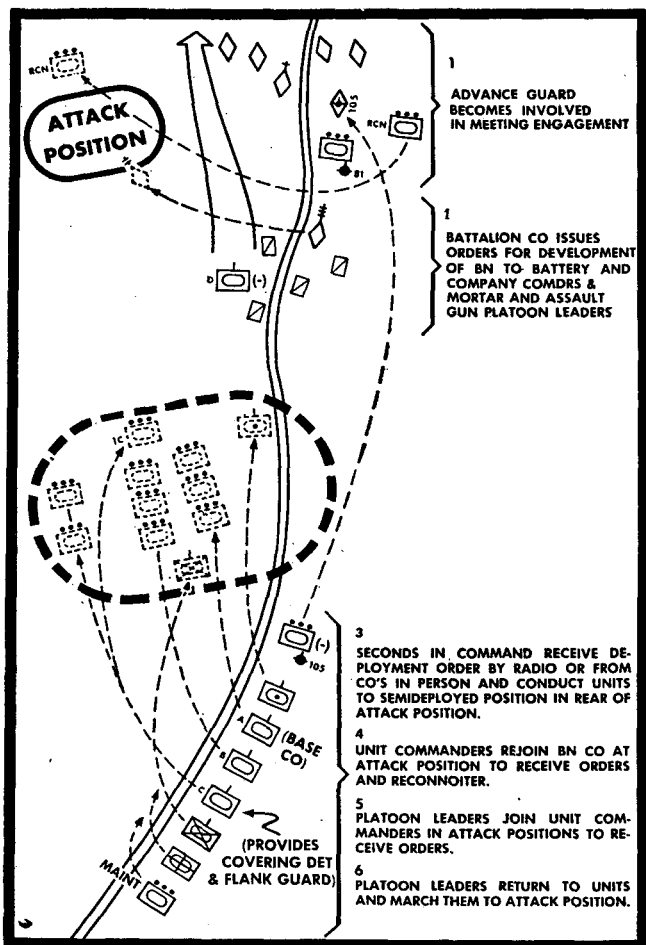 RCN
ATTACK
POSITION
105
RCN
81
D
(-)
1
ADVANCE GUARD
BECOMES INVOLVED
IN MEETING ENGAGEMENT
BATTALION CO ISSUES
ORDERS FOR DEVELOPMENT
OF BN TO BATTERY AND
COMPANY COMDRS &
MORTAR AND ASSAULT
GUN PLATOON LEADERS
1C
(-)
105
A
(BASE
CO)
B
C
(PROVIDES
COVERING DET
& FLANK GUARD)
MAINT
3
SECONDS IN COMMAND RECEIVE DE-
PLOYMENT ORDER BY RADIO OR FROM
CO'S IN PERSON AND CONDUCT UNITS
TO SEMIDEPLOYED POSITION IN REAR OF
ATTACK POSITION.
4
UNIT COMMANDERS REJOIN BN CO AT
ATTACK POSITION TO RECEIVE ORDERS
AND RECONNOITER.
5
PLATOON LEADERS JOIN UNIT COM-
MANDERS IN ATTACK POSITIONS TO RE-
CEIVE ORDERS.
6
PLATOON LEADERS RETURN TO UNITS
AND MARCH THEM TO ATTACK POSITION.